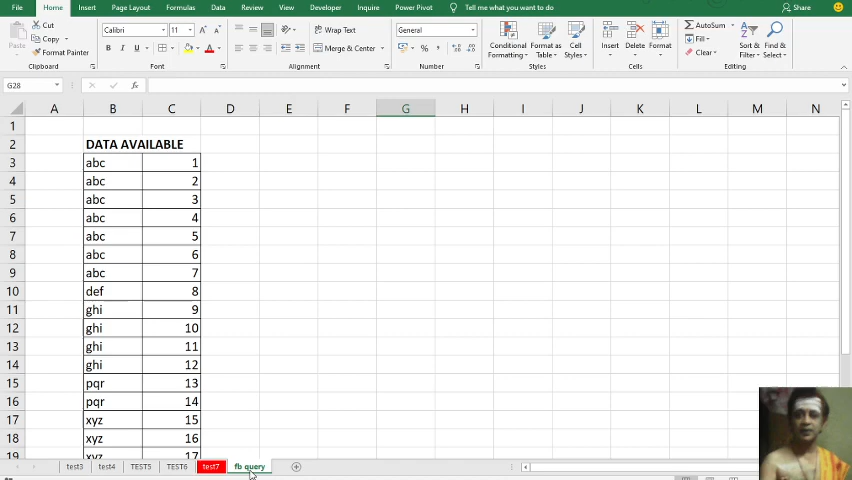 File Home Insert Page Layout Formulas Data Review View Developer Inquire Power Pivot Tell me what you want to do Share
Cut Calibri 11 Wrap Text General AutoSum
Copy Fill
Paste Format Painter B I U Merge & Center % Conditional Formatting Format as Table Cell Styles Insert Delete Format Clear Sort & Filter Find & Select
Clipboard Font Alignment Number Styles Cells Editing
G28 fx
A B C D E F G H I J K L M N
1
2 DATA AVAILABLE
3 abc 1
4 abc 2
5 abc 3
6 abc 4
7 abc 5
8 abc 6
9 abc 7
10 def 8
11 ghi 9
12 ghi 10
13 ghi 11
14 ghi 12
15 pqr 13
16 pqr 14
17 xyz 15
18 xyz 16
19 xyz 17
test3 test4 TEST5 TEST6 test7 fb query